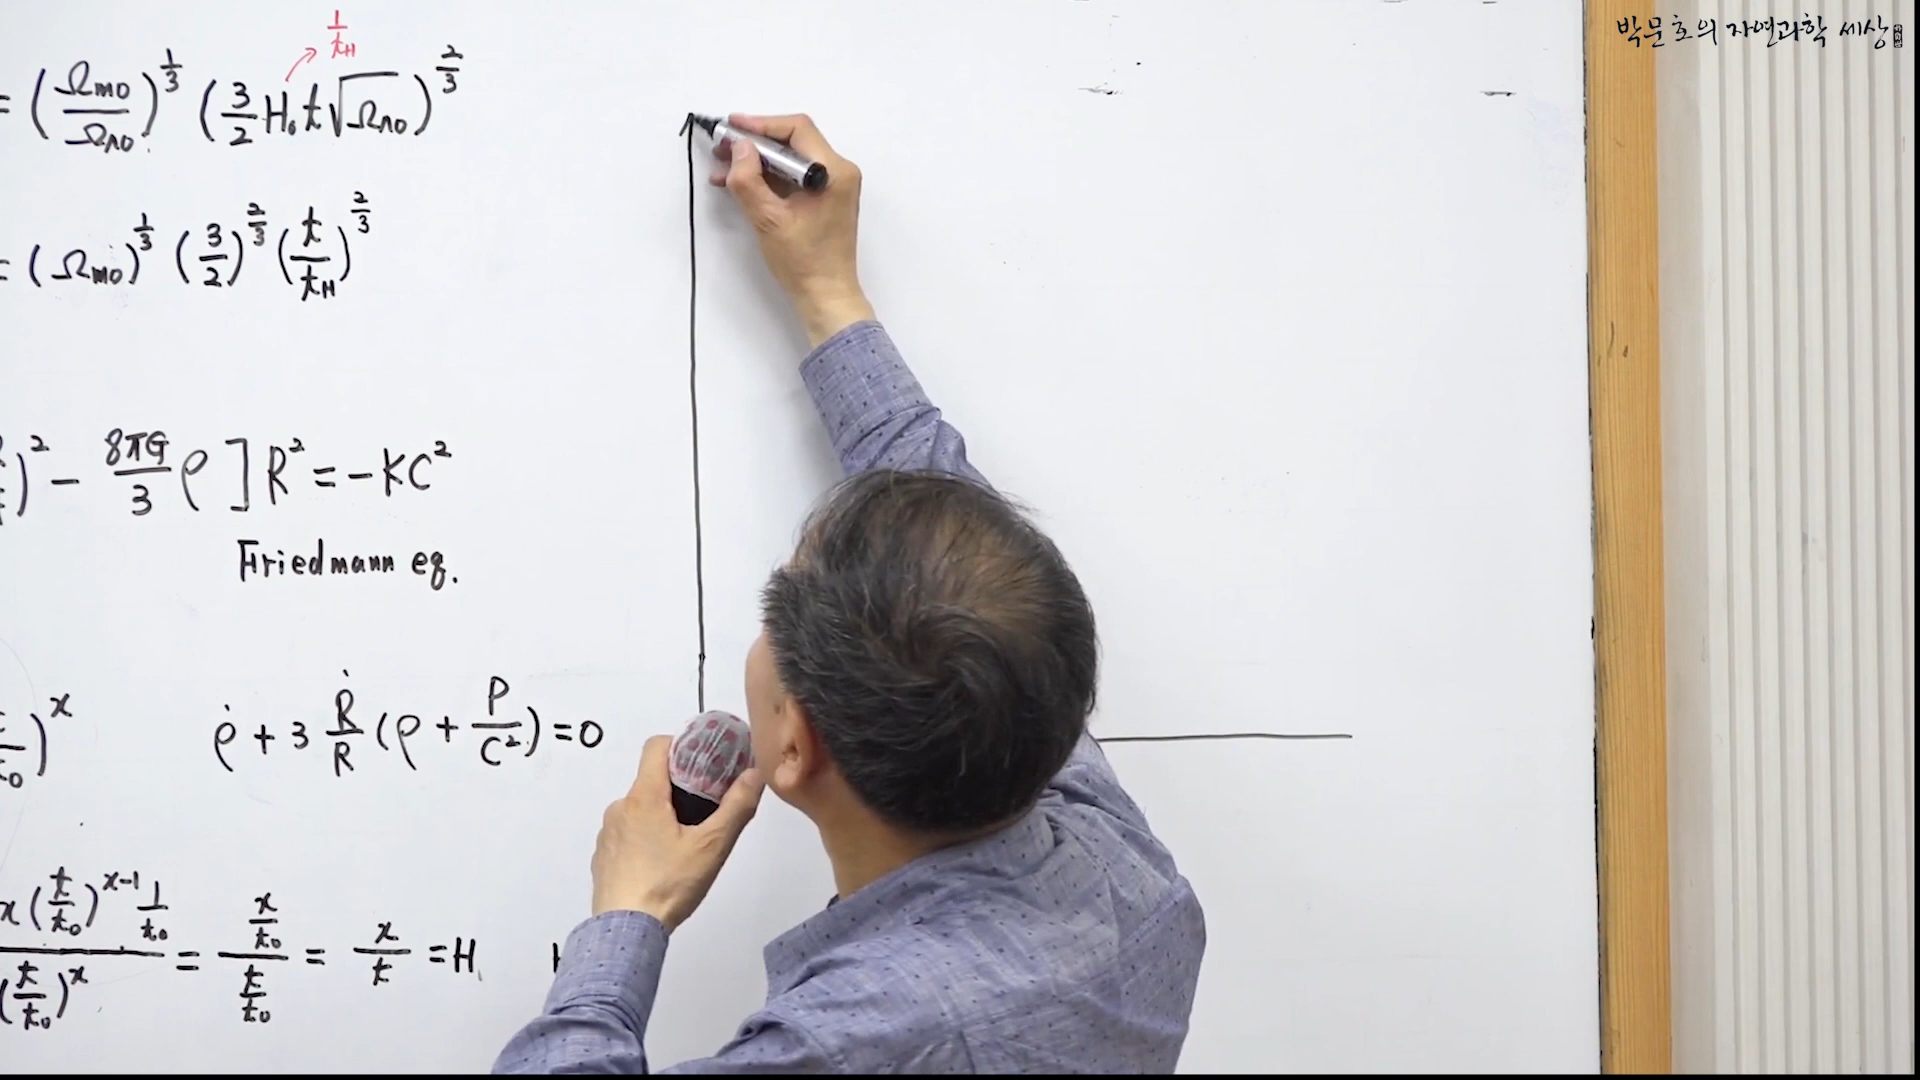 박문호의 자연과학 세상
1/tH
= (Ωm0/ΩΛ0)^1/3 (3/2 H₀t√ΩΛ0)^2/3
= (Ωm0)^1/3 (3/2)^2/3 (t/tH)^2/3
)² - 8πG/3 ρ ] R² = -KC²
Friedmann eq.
)^x ρ̇ + 3 Ṙ/R (ρ + P/C²) = 0
x(t/t₀)^x-1 1/t₀ / (t/t₀)^x = x/t₀ / t/t₀ = x/t = H